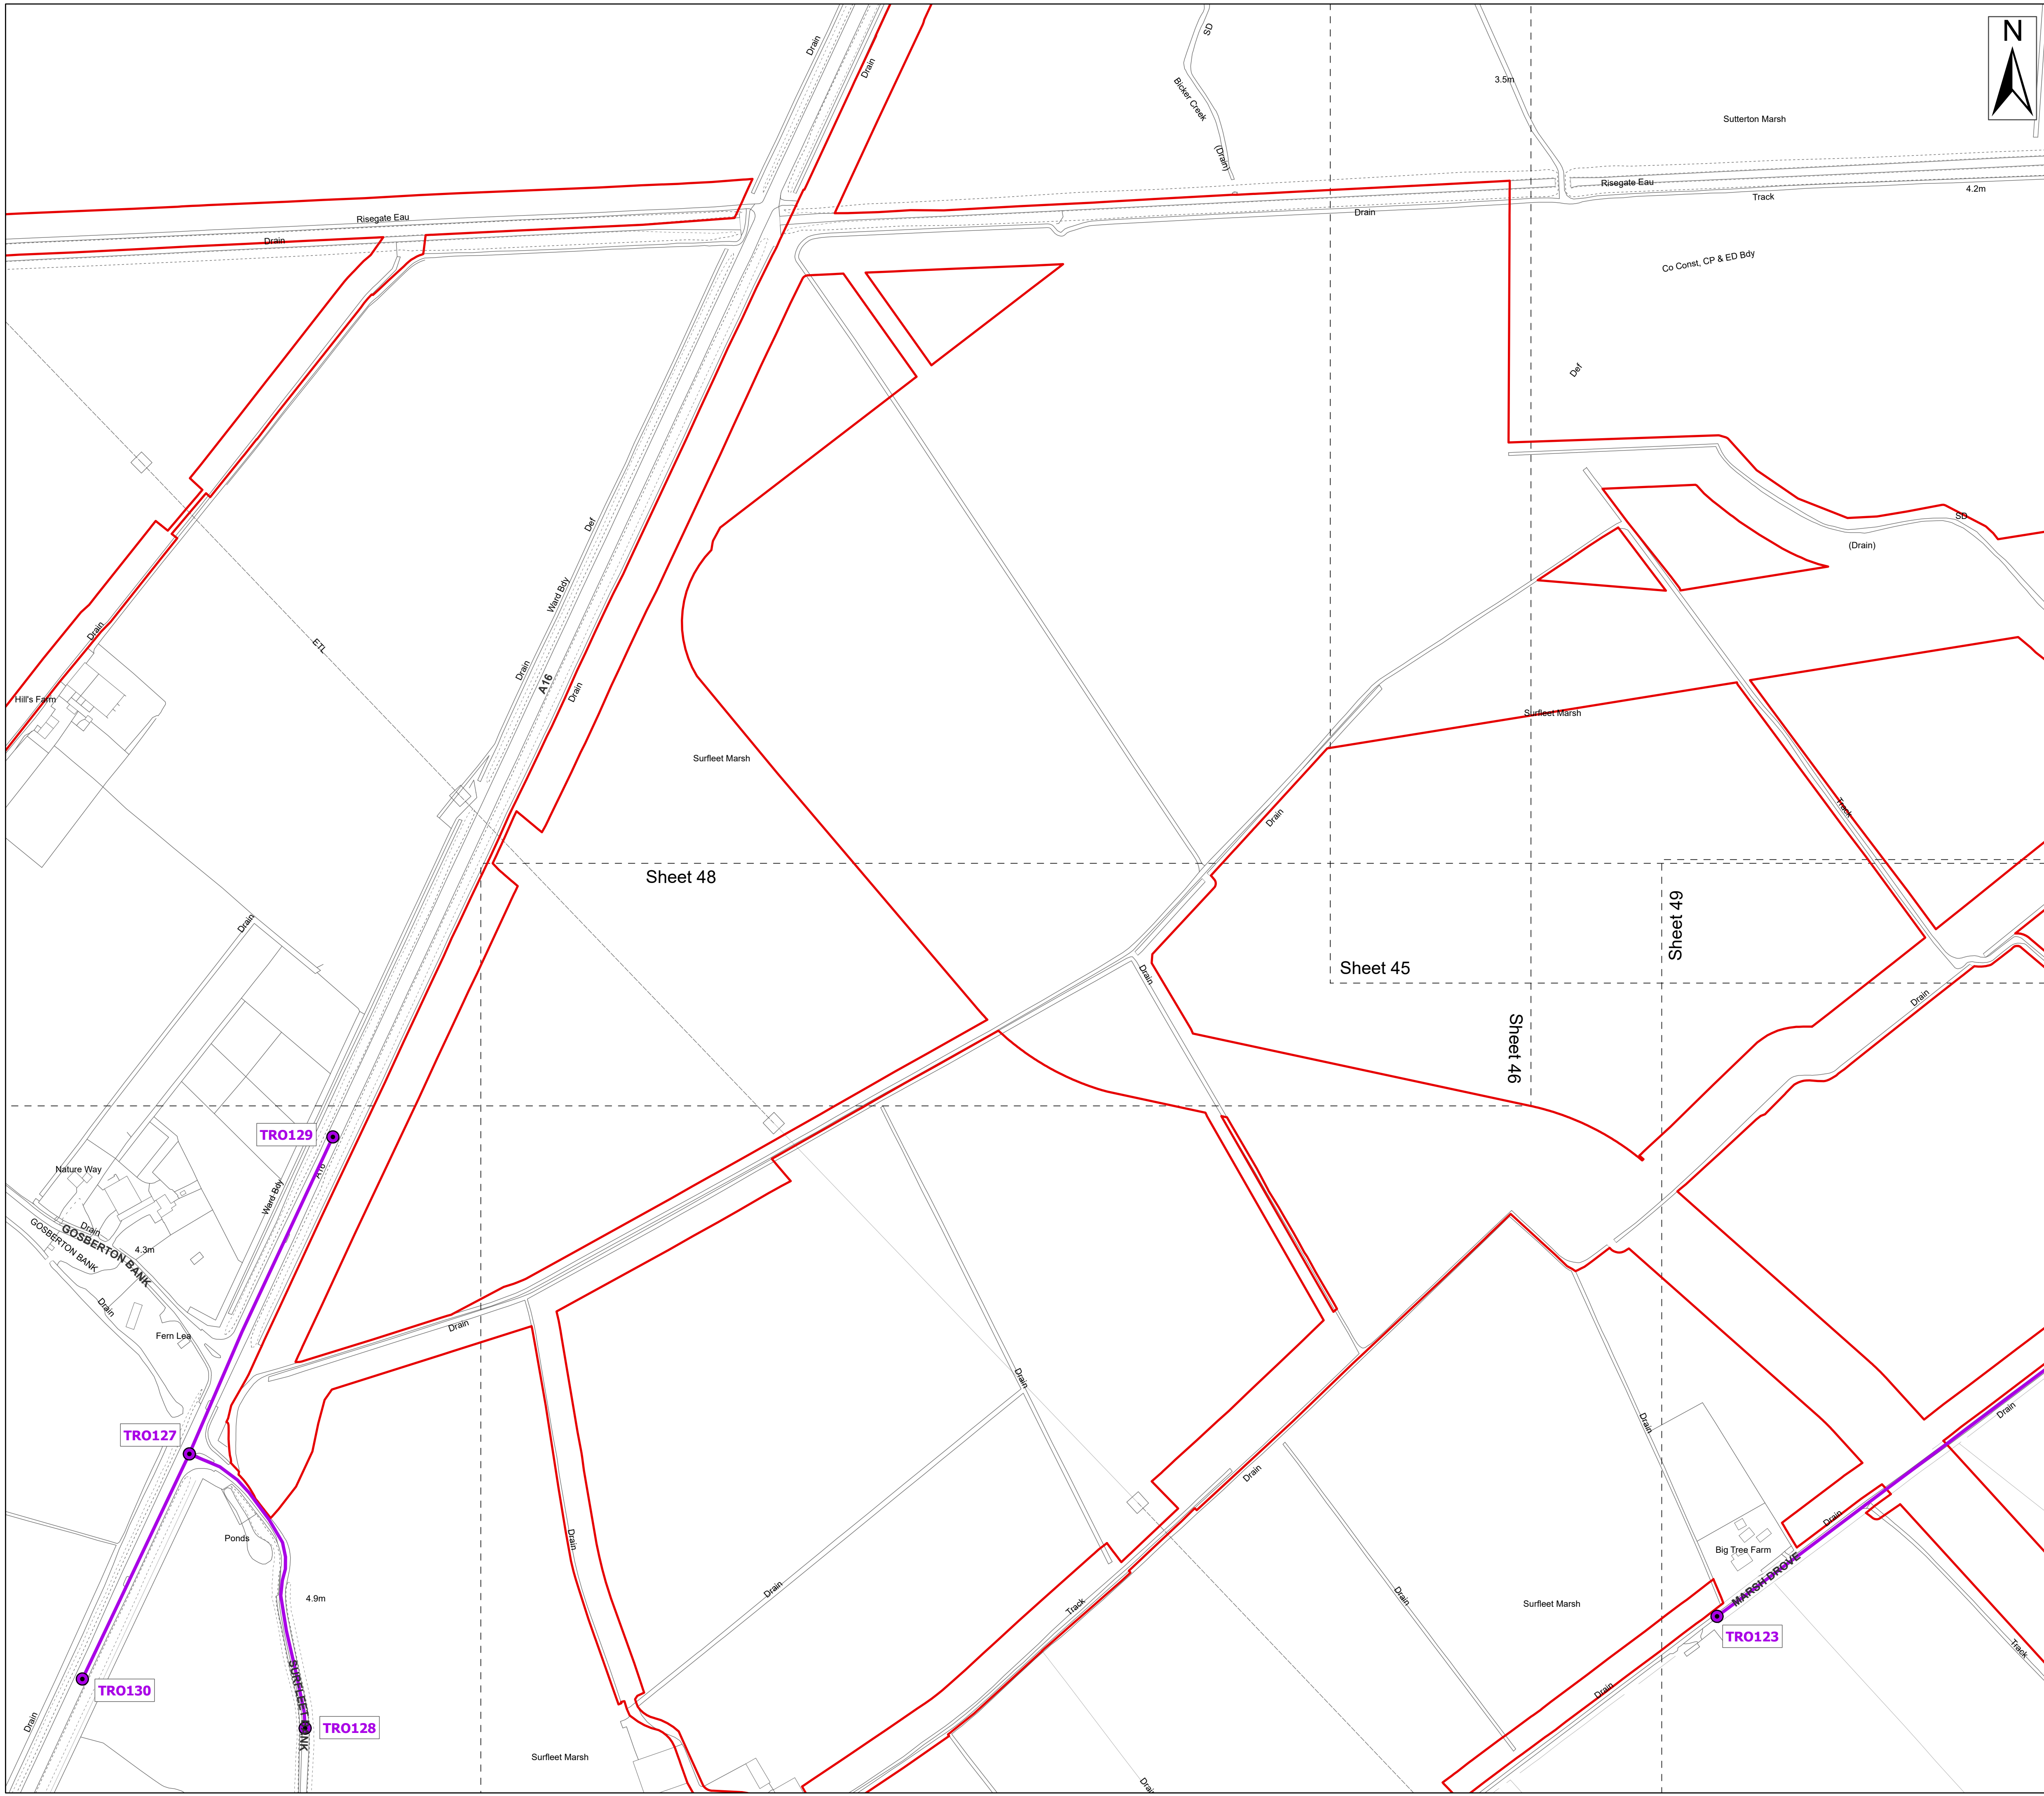 N
Drain
Drain
SD
Bicker Creek
(Drain)
3.5m
Sutterton Marsh
Risegate Eau
Drain
Risegate Eau
Track
4.2m
Drain
Co Const, CP & ED Bdy
Def
SD
(Drain)
Def
Ward Bdy
Drain
ETL
Drain
Hill's Farm
Drain
A16
Drain
Surfleet Marsh
Surfleet Marsh
Drain
Track
Sheet 48
Sheet 49
Sheet 45
Sheet 46
Drain
Drain
Drain
TRO129
A16
Nature Way
Ward Bdy
Drain
GOSBERTON BANK
GOSBERTON BANK
4.3m
Drain
Fern Lea
Drain
Drain
Drain
Drain
TRO127
Drain
Drain
Ponds
Drain
Big Tree Farm
MARSH DROVE
Drain
4.9m
Track
Drain
Surfleet Marsh
TRO123
Track
TRO130
SURFLEET BANK
Drain
Drain
TRO128
Surfleet Marsh
Drain